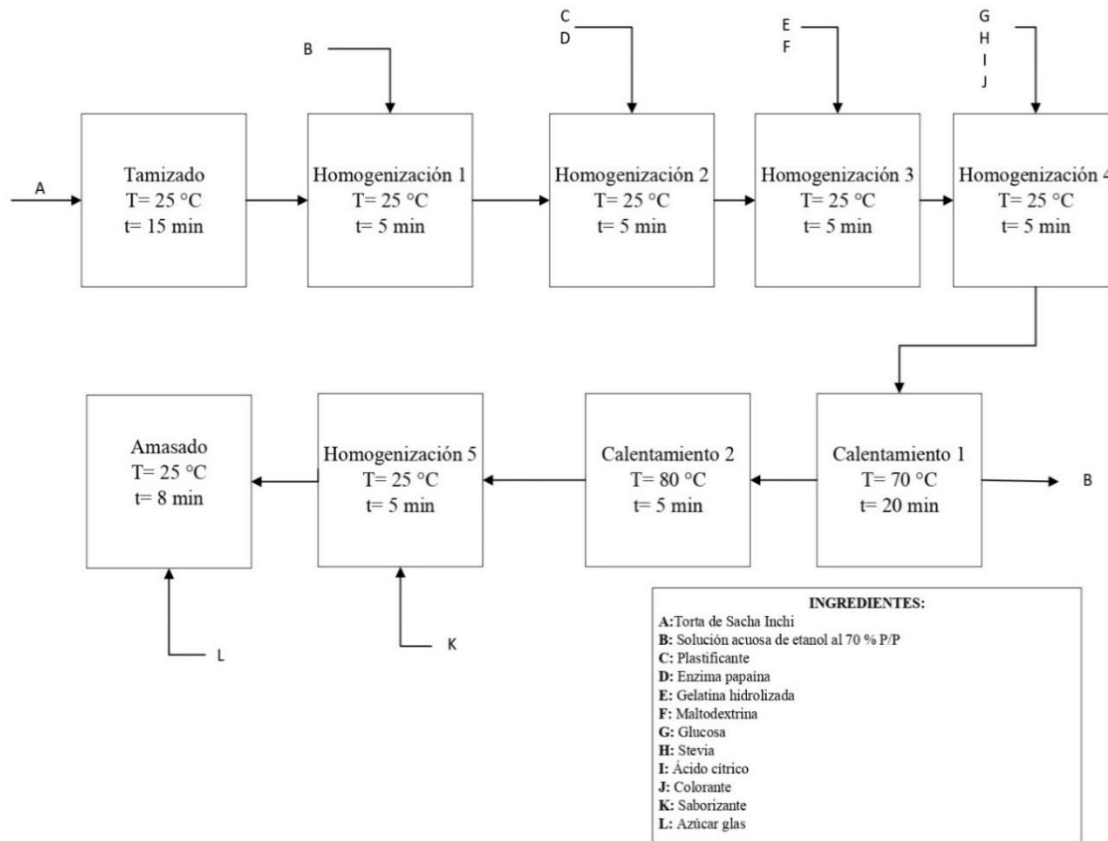 C
D
E
F
G
H
I
J
B
A
Tamizado
T= 25 °C
t= 15 min
Homogenización 1
T= 25 °C
t= 5 min
Homogenización 2
T= 25 °C
t= 5 min
Homogenización 3
T= 25 °C
t= 5 min
Homogenización 4
T= 25 °C
t= 5 min
Amasado
T= 25 °C
t= 8 min
Homogenización 5
T= 25 °C
t= 5 min
Calentamiento 2
T= 80 °C
t= 5 min
Calentamiento 1
T= 70 °C
t= 20 min
B
L
K
INGREDIENTES:
A:Torta de Sacha Inchi
B: Solución acuosa de etanol al 70 % P/P
C: Plastificante
D: Enzima papaína
E: Gelatina hidrolizada
F: Maltodextrina
G: Glucosa
H: Stevia
I: Ácido cítrico
J: Colorante
K: Saborizante
L: Azúcar glas